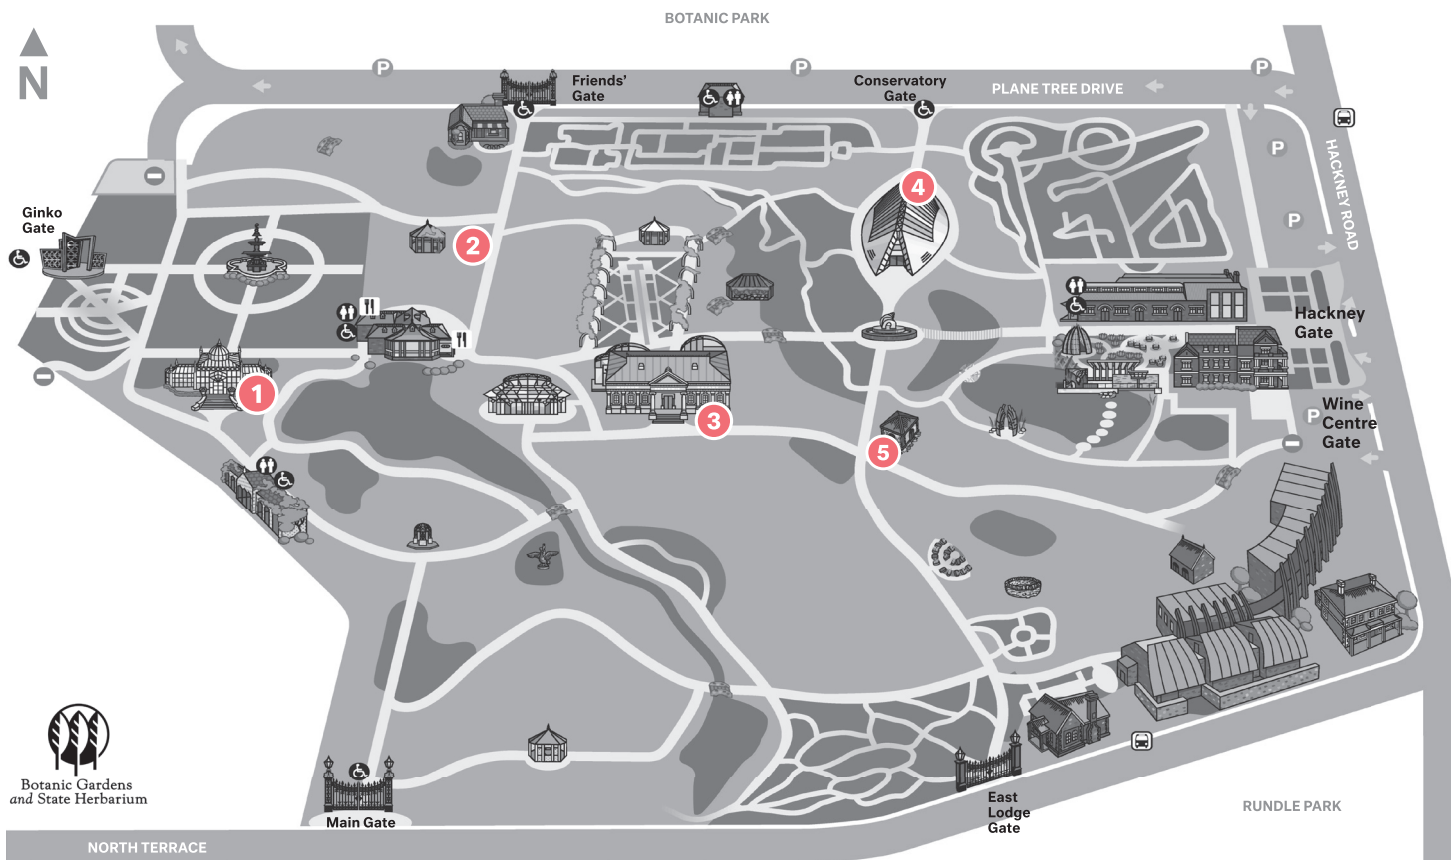 BOTANIC PARK
N
P
P
P
Friends'
Gate
Conservatory
Gate
PLANE TREE DRIVE
P
HACKNEY ROAD
4
Ginko
Gate
P
2
Hackney
Gate
1
3
P
Wine
Centre
Gate
5
Botanic Gardens
and State Herbarium
Main Gate
East
Lodge
Gate
RUNDLE PARK
NORTH TERRACE